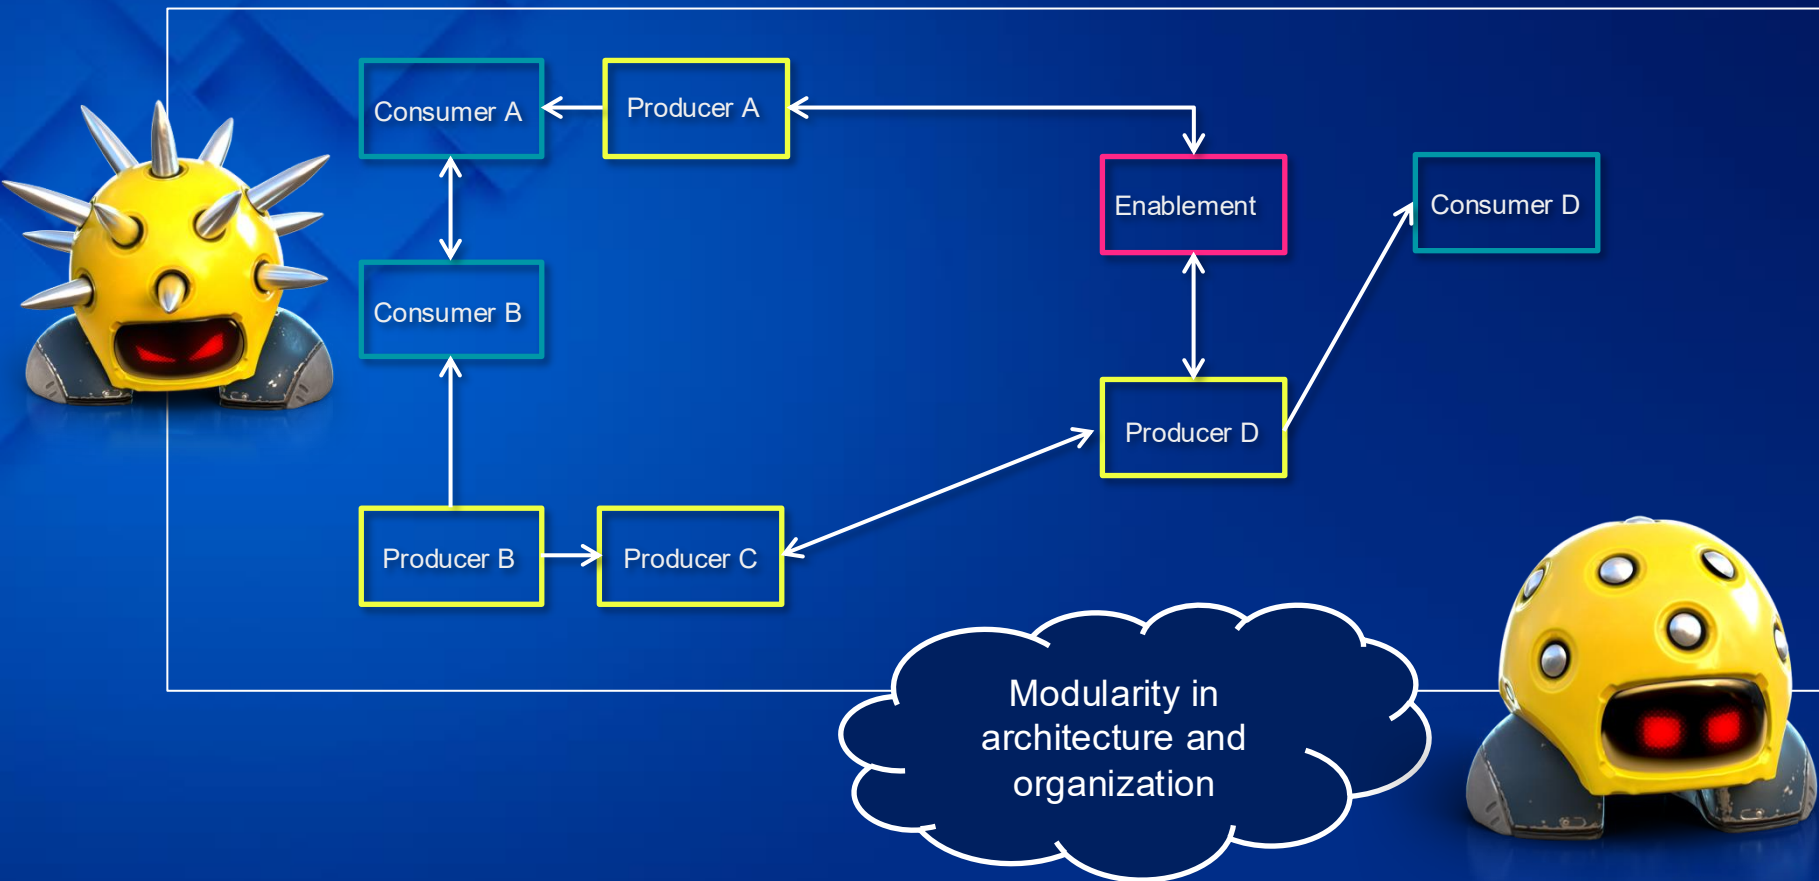 Consumer A
Producer A
Enablement
Consumer D
Consumer B
Producer D
Producer B
Producer C
Modularity in
architecture and
organization